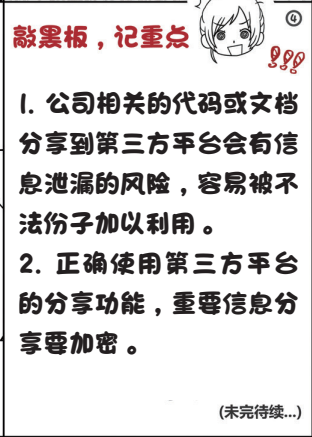 ④
敲黑板，记重点
1. 公司相关的代码或文档
分享到第三方平台会有信
息泄漏的风险，容易被不
法份子加以利用。
2. 正确使用第三方平台
的分享功能，重要信息分
享要加密。
(未完待续...)